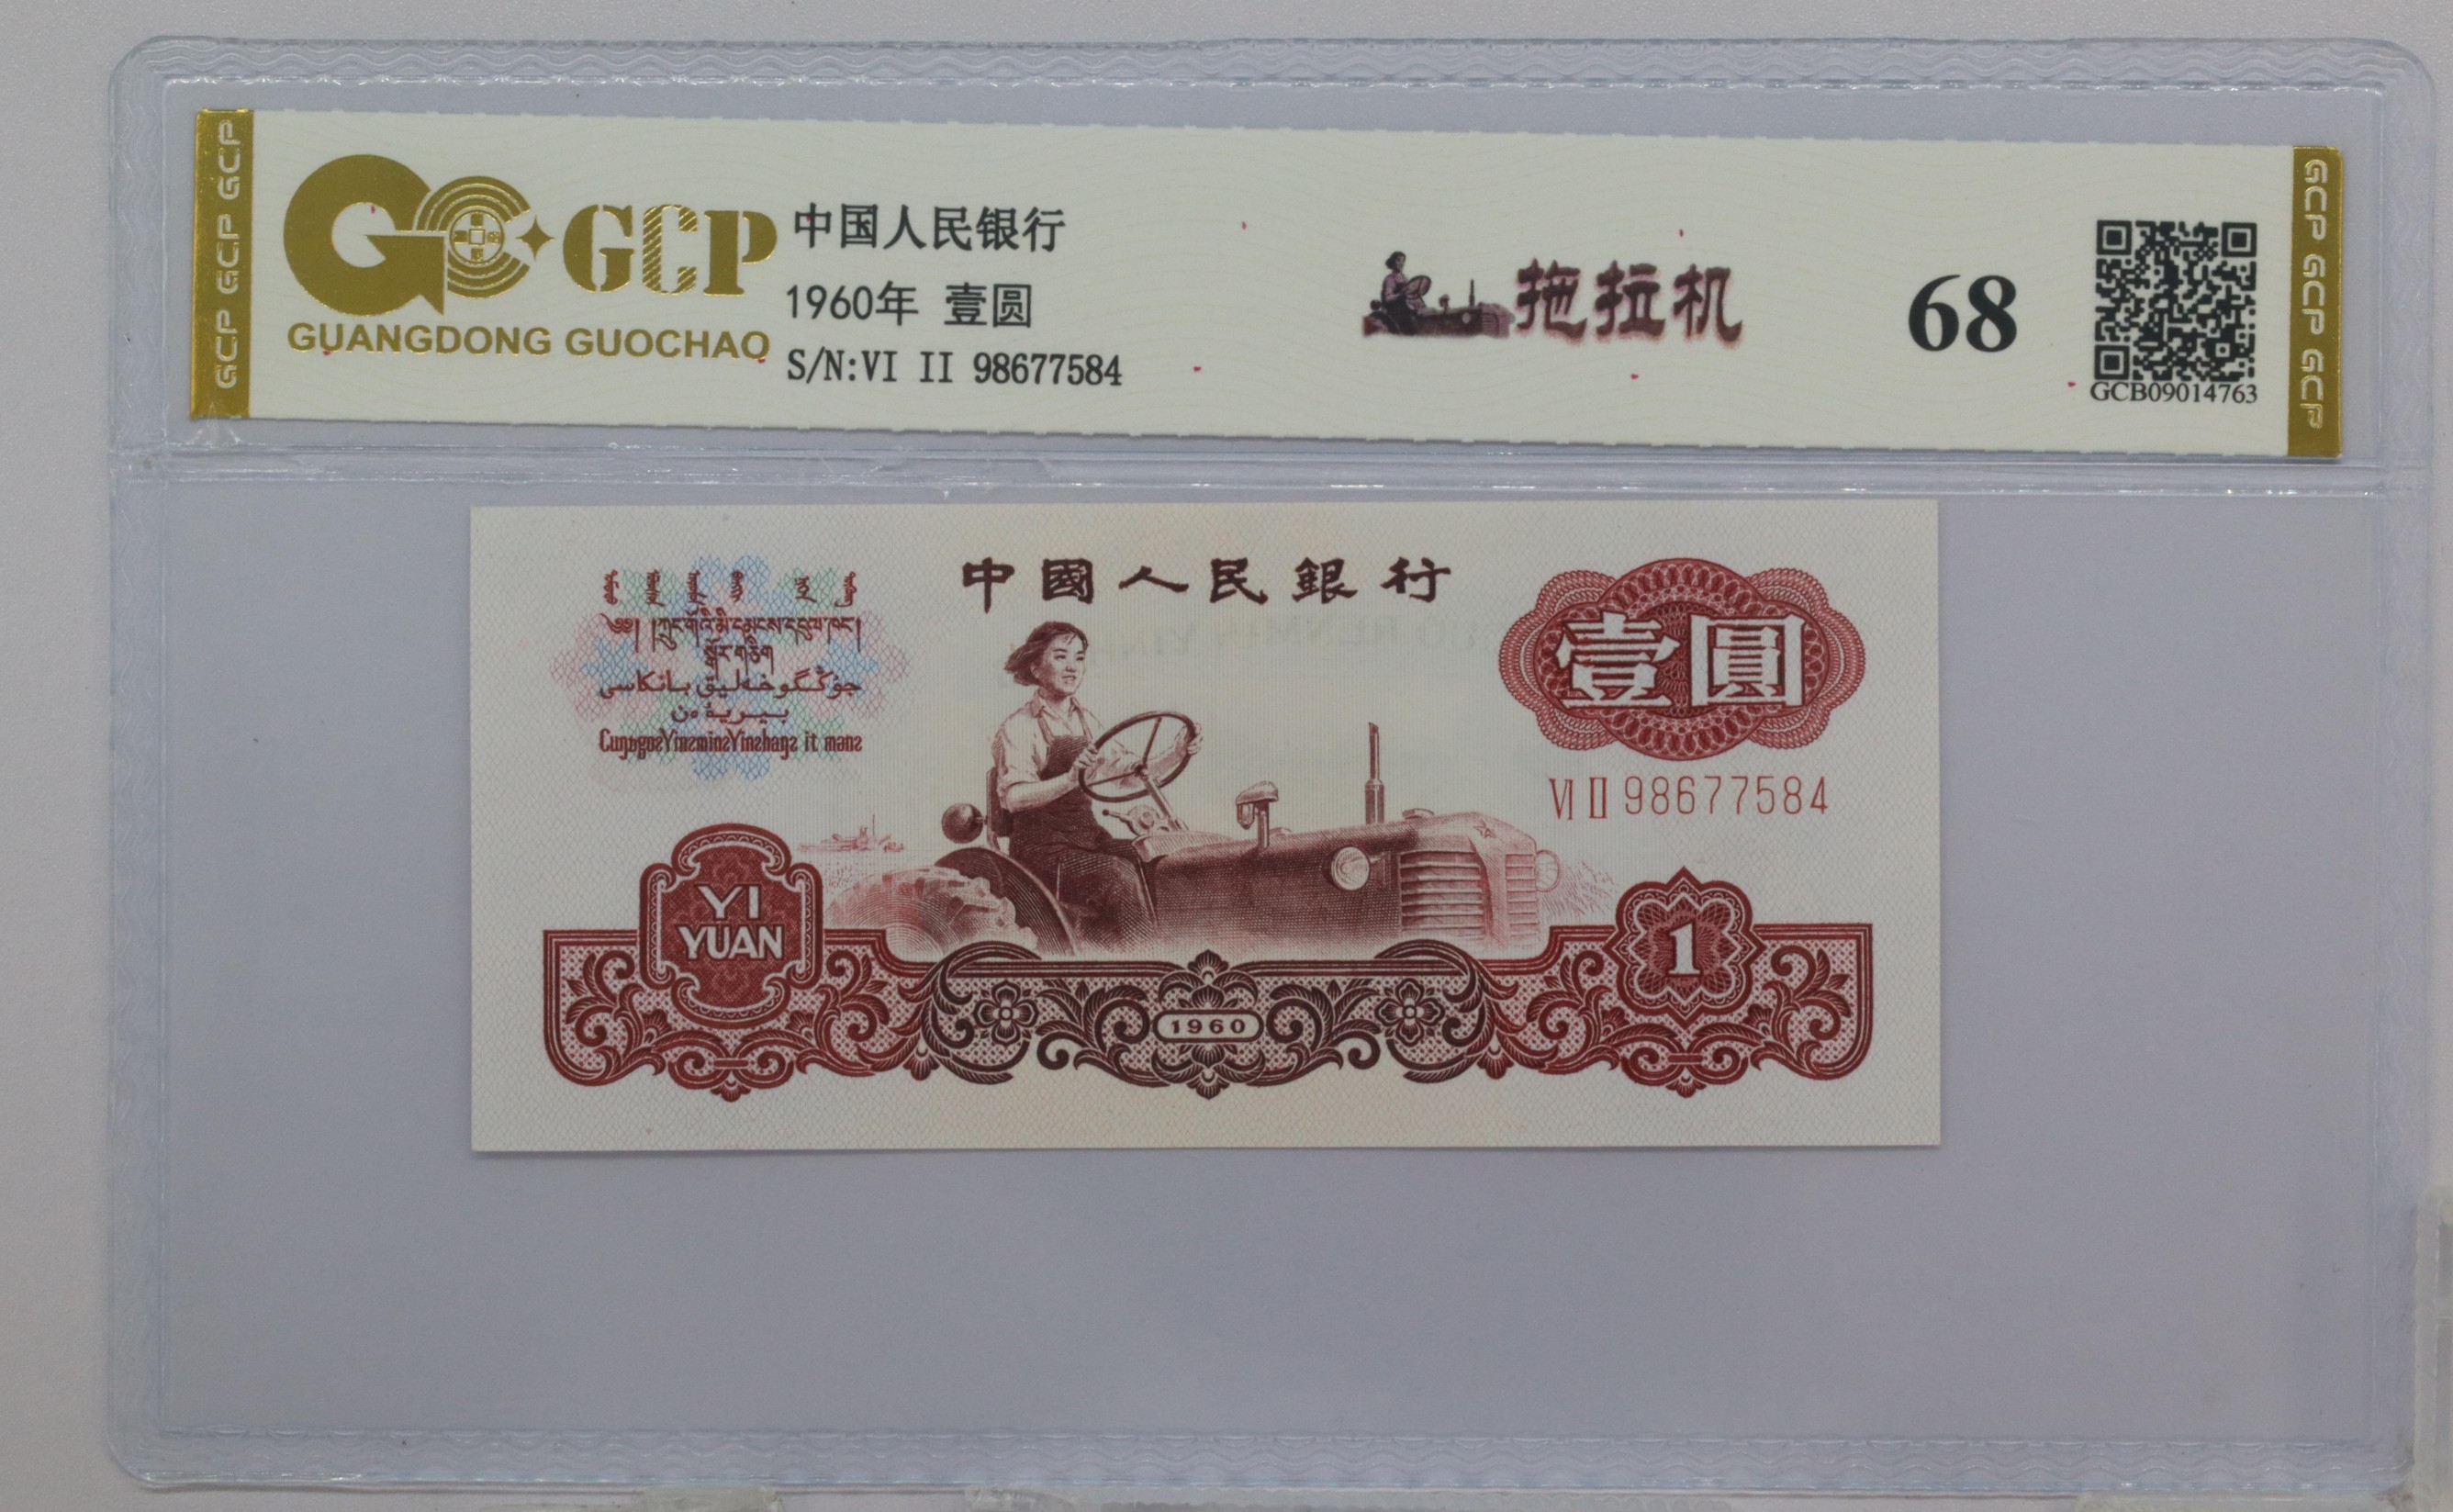 GCP GCP GCP
GCP
GUANGDONG GUOCHAO
中国人民银行
1960年 壹圆
S/N:VI II 98677584
拖拉机
68
GCB09014763
GCP GCP GCP
中國人民銀行
壹圓
VI II 98677584
YI
YUAN
1
1960